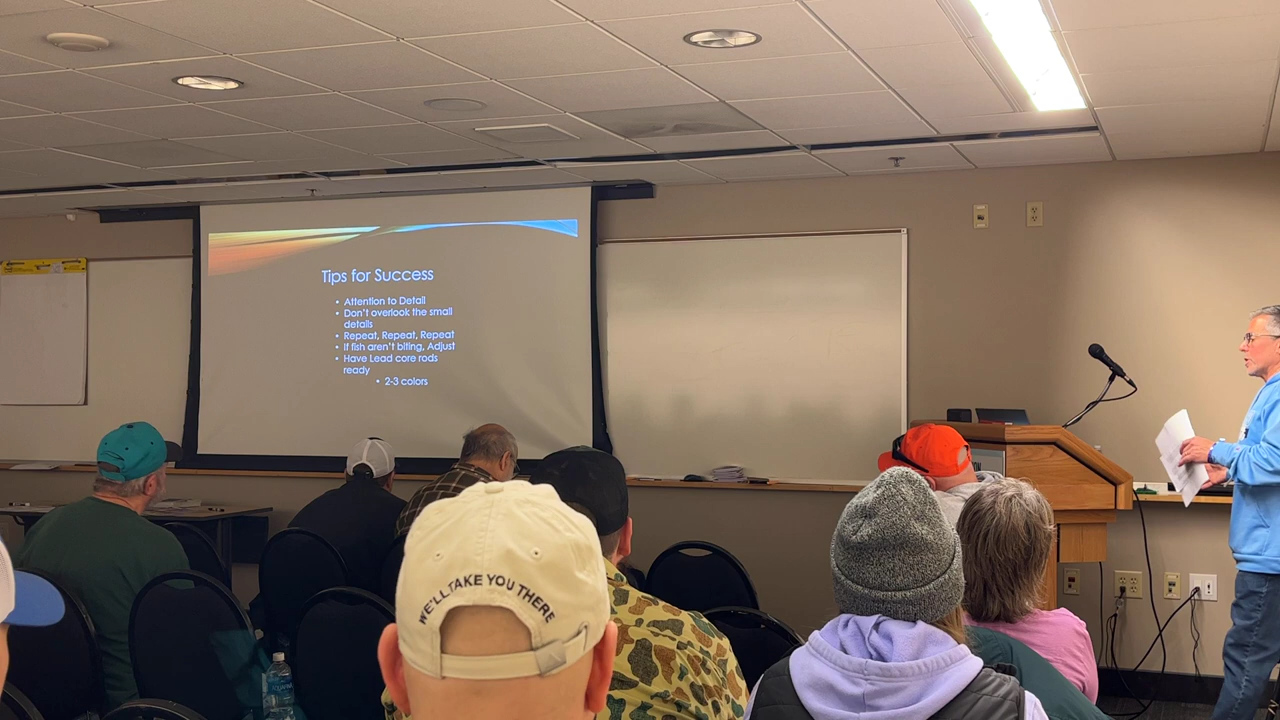 Tips for Success
• Attention to Detail
• Don't overlook the small
details
• Repeat, Repeat, Repeat
• If fish aren't biting, Adjust
• Have Lead core rods
ready
• 2-3 colors
WE'LL TAKE YOU THERE